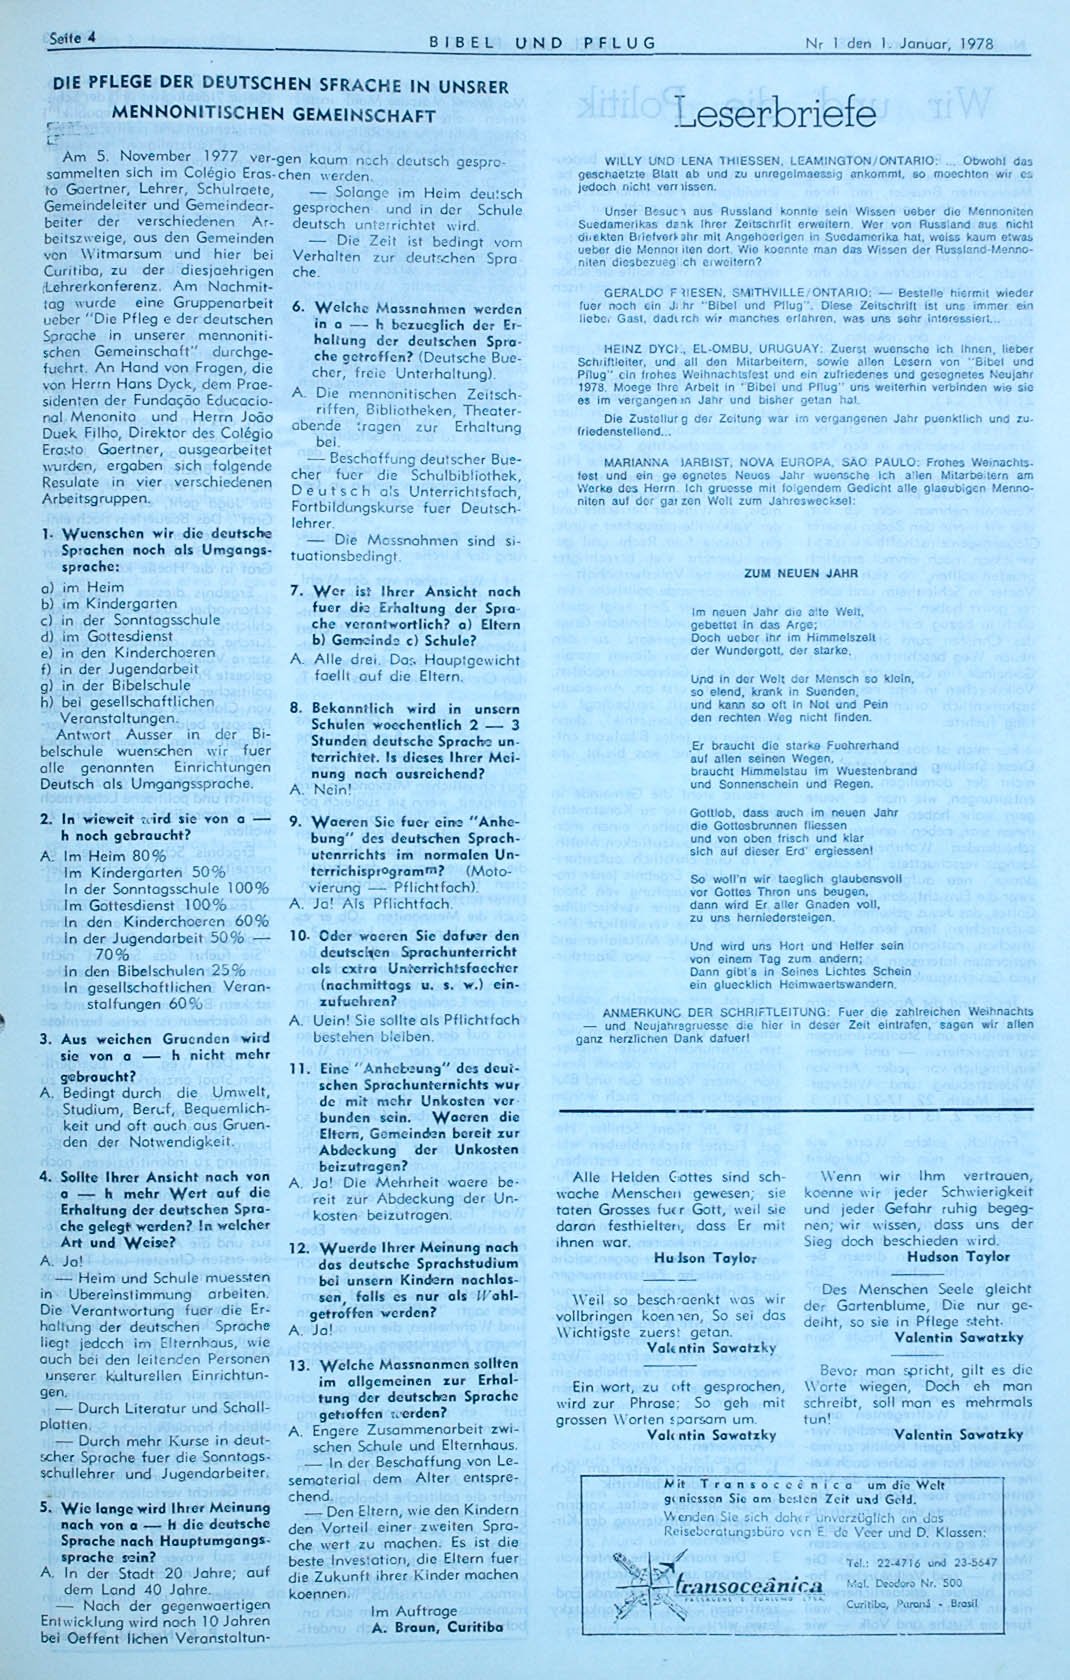 Seite 4
BIBEL UND PFLUG
Nr 1 den 1. Januar, 1978
DIE PFLEGE DER DEUTSCHEN SFRACHE IN UNSRER
MENNONITISCHEN GEMEINSCHAFT
Am 5. November 1977 ver-
sammelten sich im Colégio Eras-
to Gaertner, Lehrer, Schulraete,
Gemeindeleiter und Gemeindear-
beiter der verschiedenen Ar-
beitszweige, aus den Gemeinden
von Witmarsum und hier bei
Curitiba, zu der diesjaehrigen
Lehrerkonferenz. Am Nachmit-
tag wurde eine Gruppenarbeit
ueber "Die Pfleg e der deutschen
Sprache in unserer mennoniti-
schen Gemeinschaft" durchge-
fuehrt. An Hand von Fragen, die
von Herrn Hans Dyck, dem Prae-
sidenten der Fundação Educacio-
nal Menonita und Herrn João
Duek Filho, Direktor des Colégio
Erasto Gaertner, ausgearbeitet
wurden, ergaben sich folgende
Resulate in vier verschiedenen
Arbeitsgruppen.
1. Wuenschen wir die deutsche
Sprachen noch als Umgangs-
sprache:
a) im Heim
b) im Kindergarten
c) in der Sonntagsschule
d) im Gottesdienst
e) in den Kinderchoeren
f) in der Jugendarbeit
g) in der Bibelschule
h) bei gesellschaftlichen
Veranstaltungen.
Antwort Ausser in der Bi-
belschule wuenschen wir fuer
alle genannten Einrichtungen
Deutsch als Umgangssprache.
2. In wieweit wird sie von a —
h noch gebraucht?
A. Im Heim 80%
Im Kindergarten 50%
In der Sonntagsschule 100%
Im Gottesdienst 100%
In den Kinderchoeren 60%
In der Jugendarbeit 50% —
70%
In den Bibelschulen 25%
In gesellschaftlichen Veran-
stalfungen 60%
3. Aus weichen Gruenden wird
sie von a — h nicht mehr
gebraucht?
A. Bedingt durch die Umwelt,
Studium, Beruf, Bequemlich-
keit und oft auch aus Gruen-
den der Notwendigkeit.
4. Sollte Ihrer Ansicht nach von
a — h mehr Wert auf die
Erhaltung der deutschen Spra-
che gelegt werden? In welcher
Art und Weise?
A. Ja!
— Heim und Schule muessten
in Ubereinstimmung arbeiten.
Die Verantwortung fuer die Er-
haltung der deutschen Sprache
liegt jedoch im Elternhaus, wie
auch bei den leitenden Personen
unserer kulturellen Einrichtun-
gen.
— Durch Literatur und Schall-
platten.
— Durch mehr Kurse in deut-
scher Sprache fuer die Sonntags-
schullehrer und Jugendarbeiter.
5. Wie lange wird Ihrer Meinung
nach von a — h die deutsche
Sprache nach Hauptumgangs-
sprache sein?
A. In der Stadt 20 Jahre; auf
dem Land 40 Jahre.
— Nach der gegenwaertigen
Entwicklung wird nach 10 Jahren
bei Oeffent lichen Veranstaltun-
gen kaum noch deutsch gespro-
chen werden.
— Solange im Heim deutsch
gesprochen und in der Schule
deutsch unterrichtet wird.
— Die Zeit ist bedingt vom
Verhalten zur deutschen Spra
che.
6. Welche Massnahmen werden
in a — h bezueglich der Er-
hallung der deutschen Spra-
che getroffen? (Deutsche Bue-
cher, freie Unterhaltung).
A. Die mennonitischen Zeitsch-
riffen, Bibliotheken, Theater-
abende tragen zur Erhaltung
bei.
— Beschaffung deutscher Bue-
cher fuer die Schulbibliothek,
Deutsch als Unterrichtsfach,
Fortbildungskurse fuer Deutsch-
lehrer.
— Die Massnahmen sind si-
tuationsbedingt.
7. Wer ist Ihrer Ansicht nach
fuer die Erhaltung der Spra-
che verantwortlich? a) Eltern
b) Gemeinde c) Schule?
A. Alle drei. Das Hauptgewicht
faellt auf die Eltern.
8. Bekanntlich wird in unsern
Schulen woechentlich 2 — 3
Stunden deutsche Sprache un-
terrichtet. Is dieses Ihrer Mei-
nung nach ausreichend?
A. Nein!
9. Waeren Sie fuer eine "Anhe-
bung" des deutschen Sprach-
utenrrichts im normalen Un-
terrichisprogramm? (Moto-
vierung — Pflichtfach).
A. Ja! Als Pflichtfach.
10. Oder waeren Sie dafuer den
deutschen Sprachunterricht
als extra Unterrichtsfaecher
(nachmittags u. s. w.) ein-
zufuehren?
A. Uein! Sie sollte als Pflichtfach
bestehen bleiben.
11. Eine "Anhebung" des deut-
schen Sprachunternichts wur
de mit mehr Unkosten ver
bunden sein. Waeren die
Eltern, Gemeinden bereit zur
Abdeckung der Unkosten
beizutragen?
A. Ja! Die Mehrheit waere be-
reit zur Abdeckung der Un-
kosten beizutragen.
12. Wuerde Ihrer Meinung nach
das deutsche Sprachstudium
bei unsern Kindern nachlas-
sen, falls es nur als Wahl-
getroffen werden?
A. Ja!
13. Welche Massnanmen sollten
im allgemeinen zur Erhal-
tung der deutschen Sprache
getroffen werden?
A. Engere Zusammenarbeit zwi-
schen Schule und Elternhaus.
— In der Beschaffung von Le-
sematerial dem Alter entspre-
chend.
— Den Eltern, wie den Kindern
den Vorteil einer zweiten Spra-
che wert zu machen. Es ist die
beste Investation, die Eltern fuer
die Zukunft ihrer Kinder machen
koennen.
Im Auftrage
A. Braun, Curitiba
Leserbriefe
WILLY UND LENA THIESSEN, LEAMINGTON/ONTARIO: ... Obwohl das
geschaetzte Blatt ab und zu unregelmaessig ankommt, so moechten wir es
jedoch nicht vermissen.
Unser Besuch aus Russland konnte sein Wissen ueber die Mennoniten
Suedamerikas dank Ihrer Zeitschrift erweitern. Wer von Russland aus nicht
direkten Briefverkehr mit Angehoerigen in Suedamerika hat, weiss kaum etwas
ueber die Mennoniten dort. Wie koennte man das Wissen der Russland-Menno-
niten diesbezueg ch erweitern?
GERALDO FRIESEN, SMITHVILLE/ONTARIO: — Bestelle hiermit wieder
fuer noch ein Jahr "Bibel und Pflug". Diese Zeitschrift ist uns immer ein
lieber Gast, dadurch wir manches erfahren, was uns sehr interessiert...
HEINZ DYCK, EL-OMBU, URUGUAY: Zuerst wuensche ich Ihnen, lieber
Schriftleiter, und all den Mitarbeitern, sowie allen Lesern von "Bibel und
Pflug" ein frohes Weihnachtsfest und ein zufriedenes und gesegnetes Neujahr
1978. Moege Ihre Arbeit in "Bibel und Pflug" uns weiterhin verbinden wie sie
es im vergangenen Jahr und bisher getan hat.
Die Zustellung der Zeitung war im vergangenen Jahr puenktlich und zu-
friedenstellend...
MARIANNA HARBIST, NOVA EUROPA, SAO PAULO: Frohes Weinachts-
fest und ein gesegnetes Neues Jahr wuensche ich allen Mitarbeitern am
Werke des Herrn. Ich gruesse mit folgendem Gedicht alle glaeubigen Menno-
niten auf der garzen Welt zum Jahreswecksel:
ZUM NEUEN JAHR
Im neuen Jahr die alte Welt,
gebettet in das Arge;
Doch ueber ihr im Himmelszelt
der Wundergott, der starke,
Und in der Welt der Mensch so klein,
so elend, krank in Suenden,
und kann so oft in Not und Pein
den rechten Weg nicht finden.
Er braucht die starke Fuehrerhand
auf allen seinen Wegen,
braucht Himmelstau im Wuestenbrand
und Sonnenschein und Regen.
Gottlob, dass auch im neuen Jahr
die Gottesbrunnen fliessen
und von oben frisch und klar
sich auf dieser Erd' ergiessen!
So woll'n wir taeglich glaubensvoll
vor Gottes Thron uns beugen,
dann wird Er aller Gnaden voll,
zu uns herniedersteigen.
Und wird uns Hort und Helfer sein
von einem Tag zum andern;
Dann gibt's in Seines Lichtes Schein
ein gluecklich Heimwaertswandern.
ANMERKUNG DER SCHRIFTLEITUNG: Fuer die zahlreichen Weihnachts
— und Neujahrsgruesse die hier in deser Zeit eintrafen, sagen wir allen
ganz herzlichen Dank dafuer!
Alle Helden Gottes sind sch-
wache Menschen gewesen; sie
taten Grosses fuer Gott, weil sie
daran festhielten, dass Er mit
ihnen war.
Hudson Taylor
Weil so beschraenkt was wir
vollbringen koennen, So sei das
Wichtigste zuerst getan.
Valentin Sawatzky
Ein wort, zu oft gesprochen,
wird zur Phrase; So geh mit
grossen Worten sparsam um.
Valentin Sawatzky
Wenn wir Ihm vertrauen,
koenne wir jeder Schwierigkeit
und jeder Gefahr ruhig begeg-
nen; wir wissen, dass uns der
Sieg doch beschieden wird.
Hudson Taylor
Des Menschen Seele gleicht
der Gartenblume, Die nur ge-
deiht, so sie in Pflege steht.
Valentin Sawatzky
Bevor man spricht, gilt es die
Worte wiegen, Doch eh man
schreibt, soll man es mehrmals
tun!
Valentin Sawatzky
Mit Transoceênica um die Welt
geniessen Sie am besten Zeit und Geld.
Wenden Sie sich daher unverzüglich an das
Reiseberatungsbüro von E. de Veer und D. Klassen:
transoceânica
PASSAGENS E TURISMO LTDA.
Tel.: 22-4716 und 23-5647
Mal. Deodoro Nr. 500
Curitiba, Paraná - Brasil